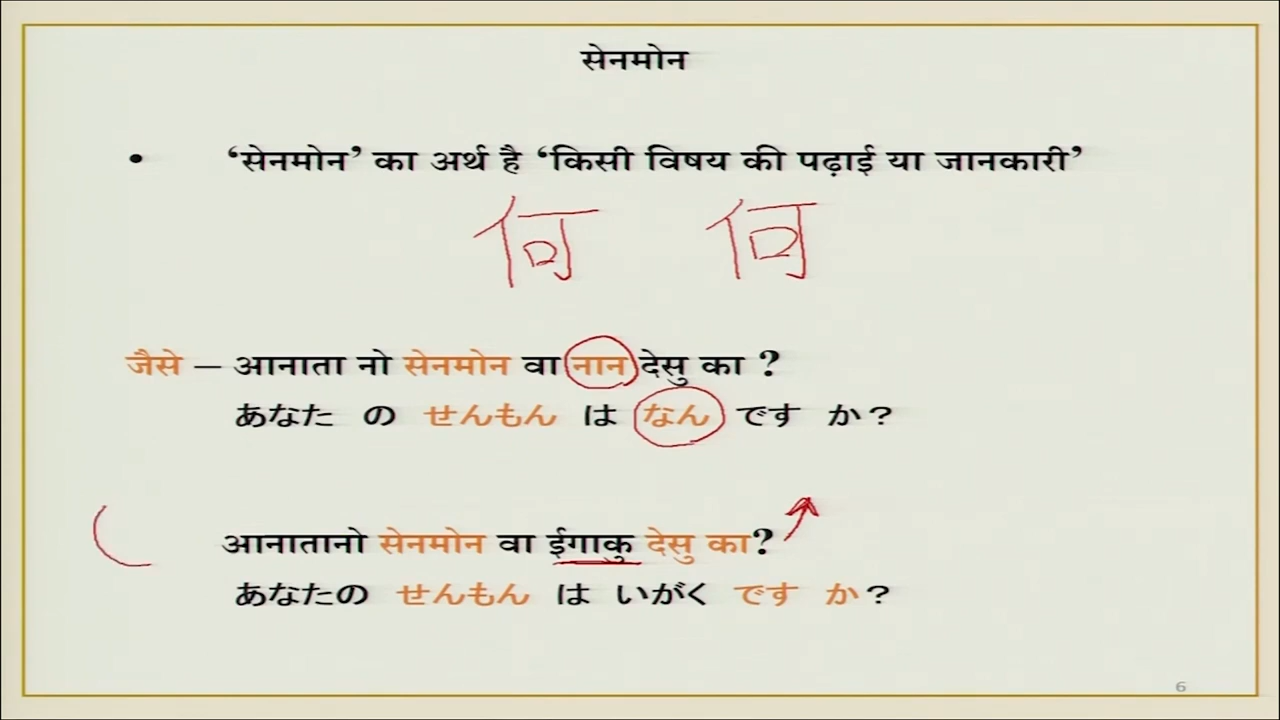 सेनमोन
• ‘सेनमोन’ का अर्थ है ‘किसी विषय की पढ़ाई या जानकारी’
何 何
जैसे – आनाता नो सेनमोन वा नान देसु का ?
あなた の せんもん は なん です か?
आनातानो सेनमोन वा ईगाकु देसु का?
あなたの せんもん は いがく です か?
6